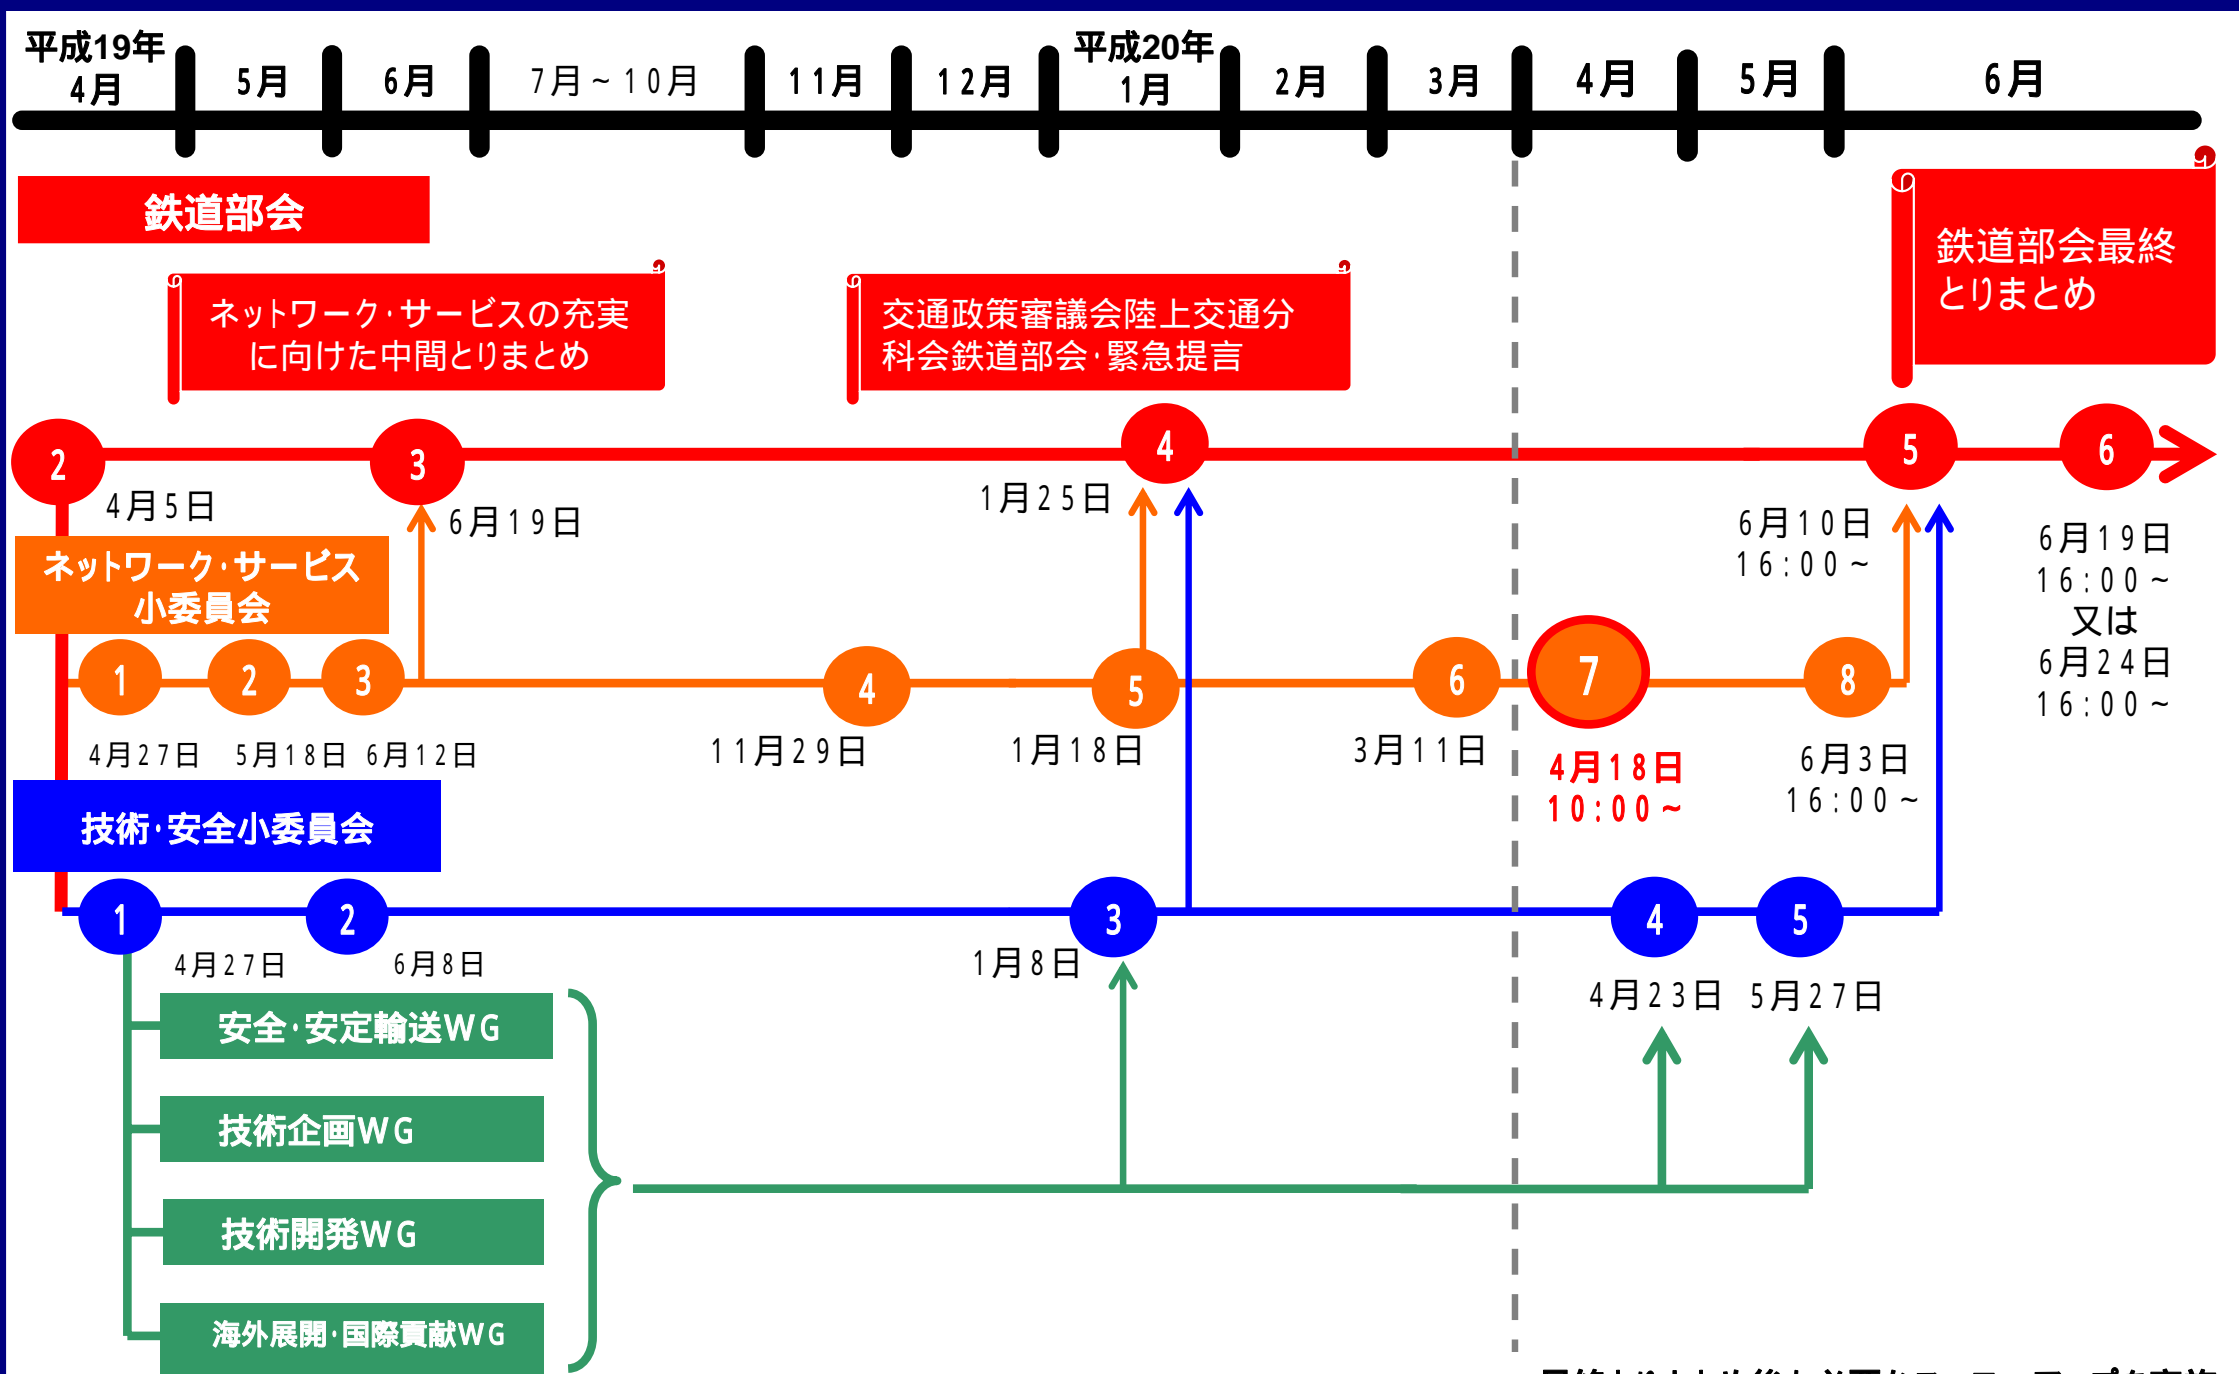 平成19年
4月
5月
6月
7月～10月
11月
12月
平成20年
1月
2月
3月
4月
5月
6月
鉄道部会
ネットワーク・サービスの充実
に向けた中間とりまとめ
交通政策審議会陸上交通分
科会鉄道部会・緊急提言
鉄道部会最終
とりまとめ
2
3
4
5
6
4月5日
6月19日
1月25日
6月10日
16:00～
6月19日
16:00～
又は
6月24日
16:00～
ネットワーク・サービス
小委員会
1
2
3
4
5
6
7
8
4月27日
5月18日
6月12日
11月29日
1月18日
3月11日
4月18日
10:00～
6月3日
16:00～
技術・安全小委員会
1
2
3
4
5
4月27日
6月8日
1月8日
4月23日
5月27日
安全・安定輸送WG
技術企画WG
技術開発WG
海外展開・国際貢献WG